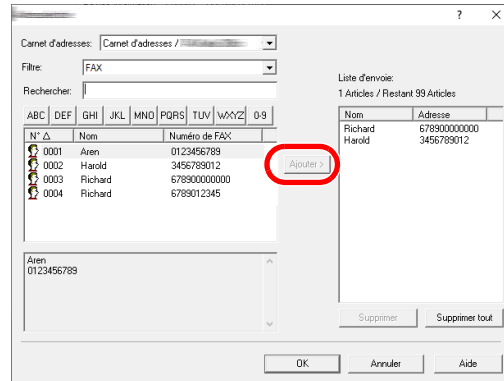 ? X
Carnet d'adresses: Carnet d'adresses /
Filtre: FAX
Rechercher:
ABC DEF GHI JKL MNO PQRS TUV WXYZ 0-9
N° △ Nom Numéro de FAX
0001 Aren 0123456789
0002 Harold 3456789012
0003 Richard 678900000000
0004 Richard 6789012345
Aren
0123456789
Ajouter >
Liste d'envoie:
1 Articles / Restant 99 Articles
Nom Adresse
Richard 678900000000
Harold 3456789012
Supprimer Supprimer tout
OK Annuler Aide